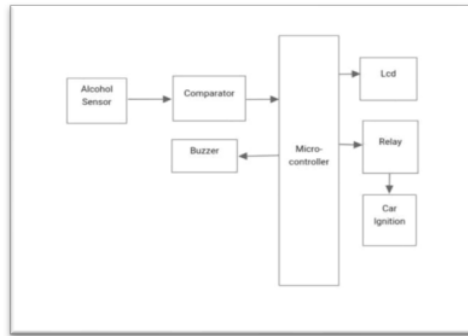 Alcohol
Sensor
Comparator
Buzzer
Micro-
controller
Lcd
Relay
Car
Ignition